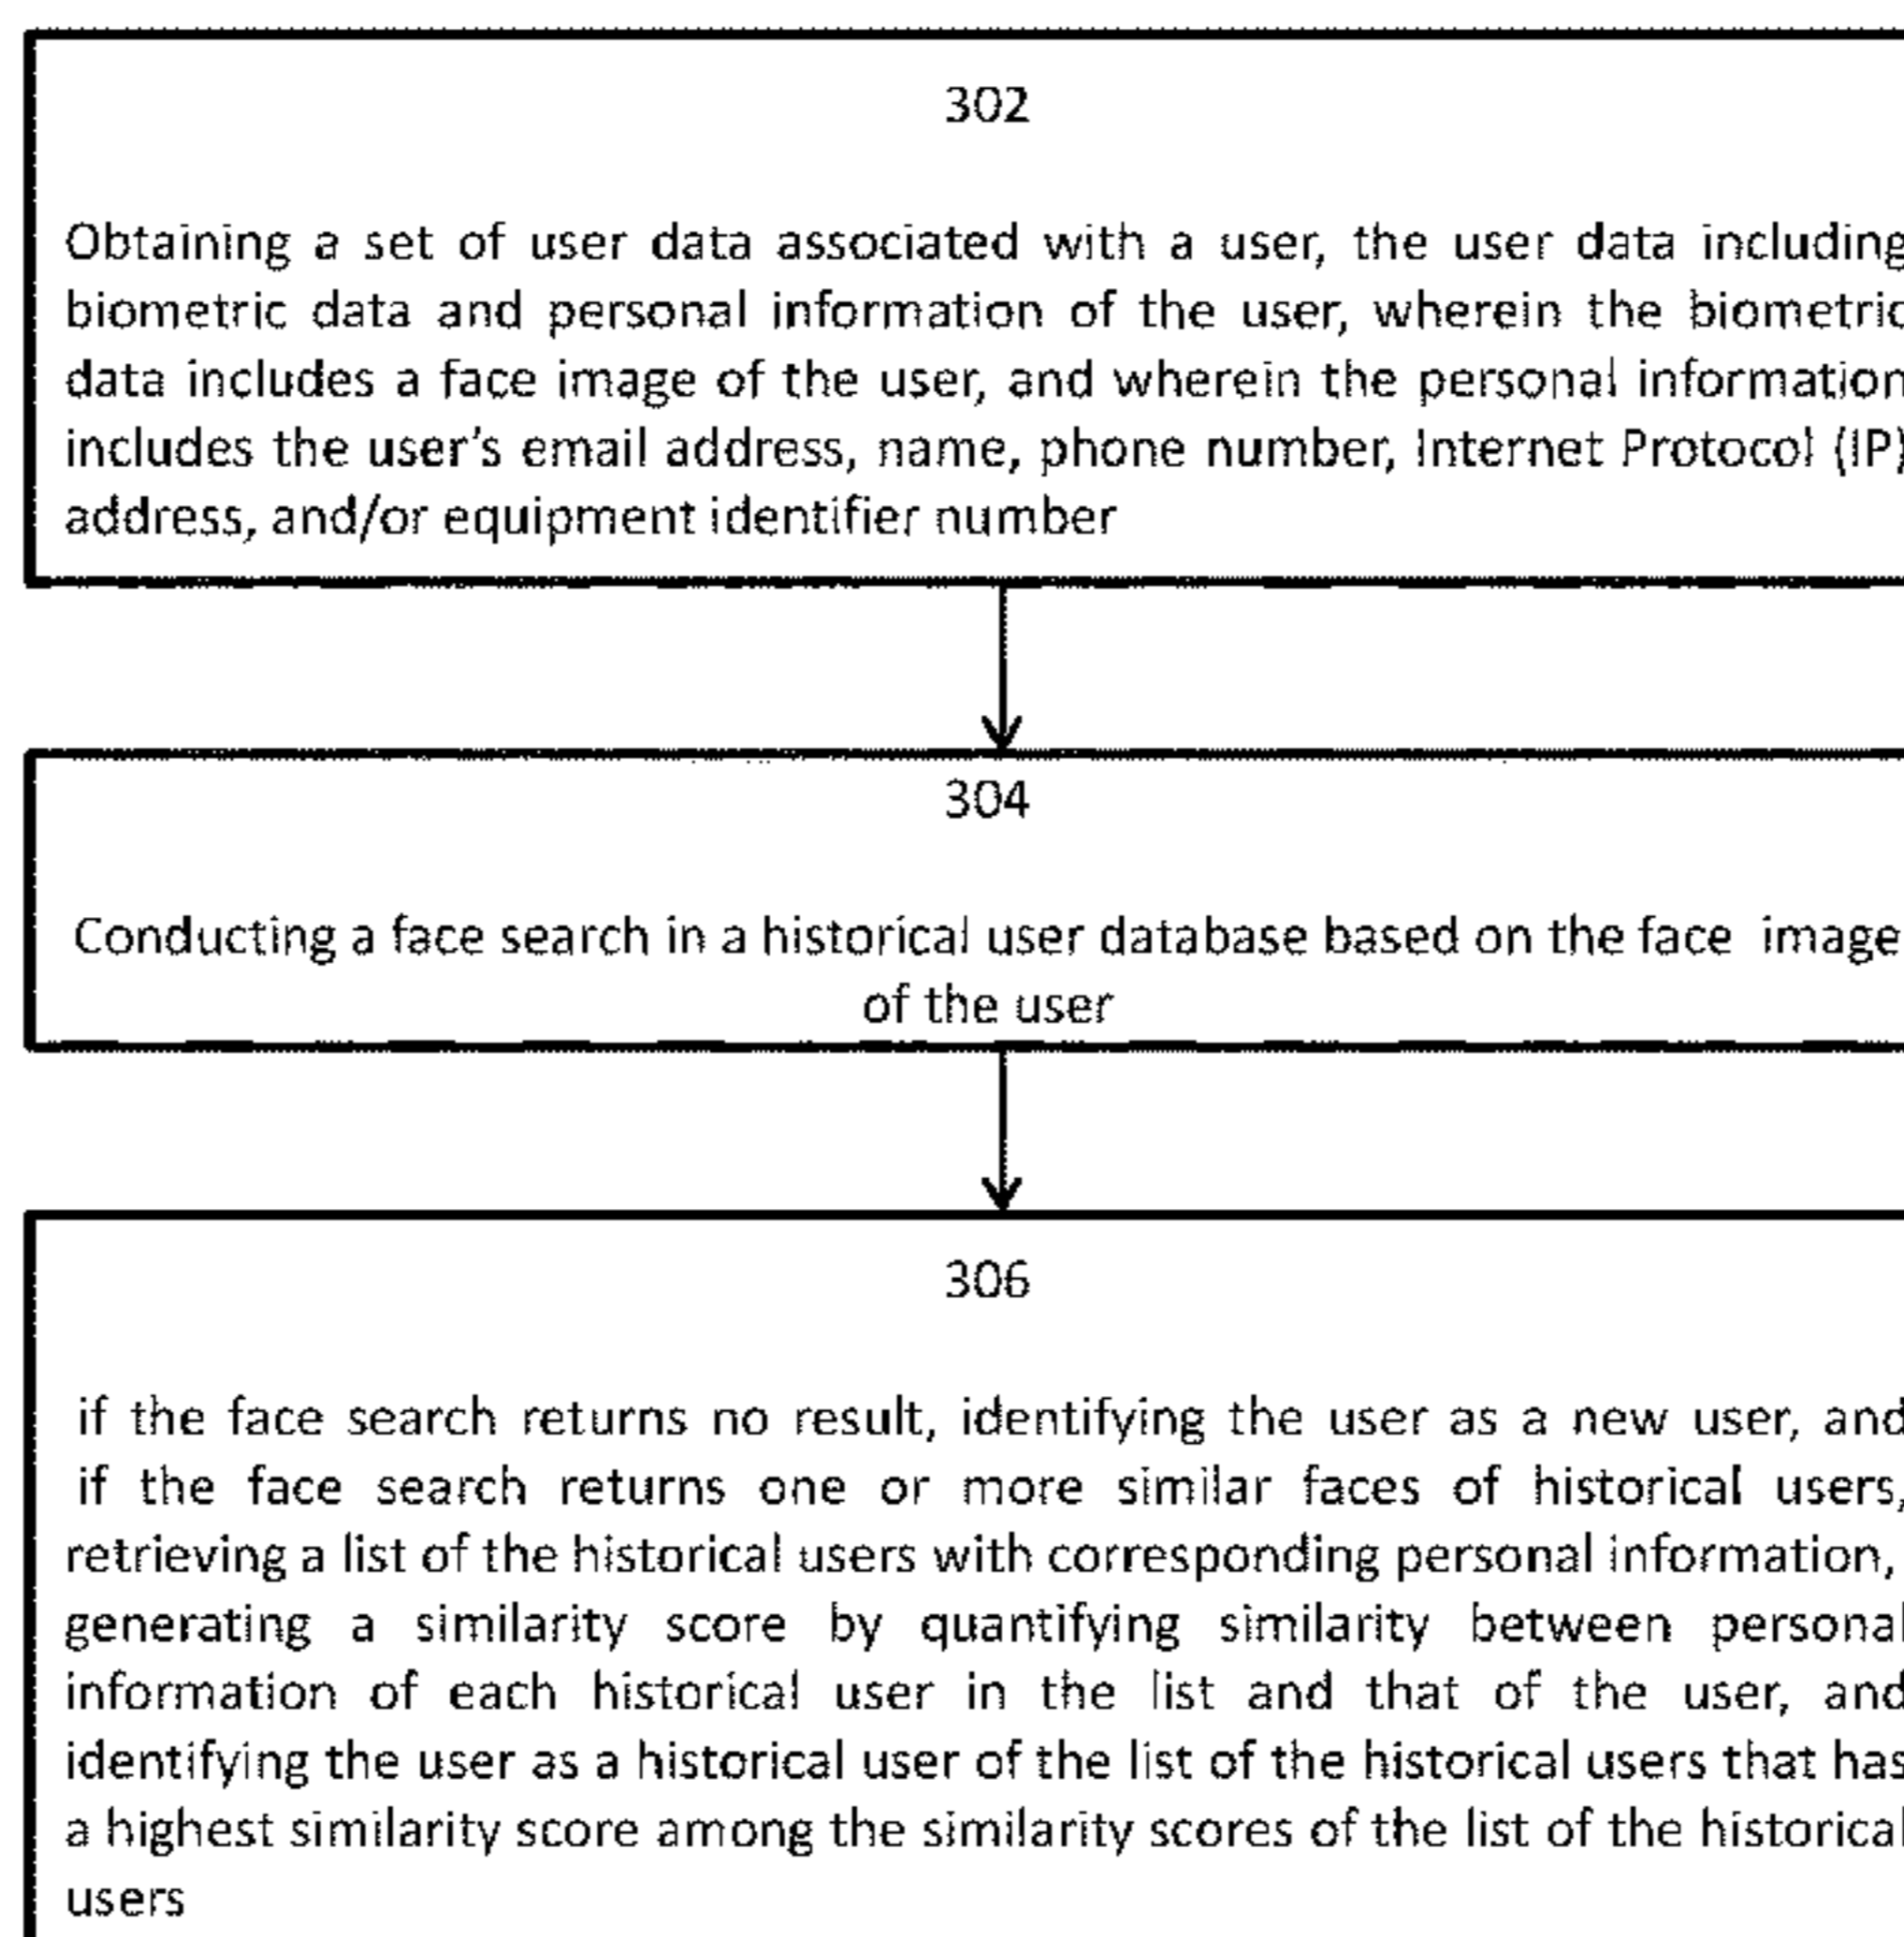 302
Obtaining a set of user data associated with a user, the user data including
biometric data and personal information of the user, wherein the biometric
data includes a face image of the user, and wherein the personal information
includes the user's email address, name, phone number, Internet Protocol (IP)
address, and/or equipment identifier number
304
Conducting a face search in a historical user database based on the face image
of the user
306
if the face search returns no result, identifying the user as a new user, and
if the face search returns one or more similar faces of historical users,
retrieving a list of the historical users with corresponding personal information,
generating a similarity score by quantifying similarity between personal
information of each historical user in the list and that of the user, and
identifying the user as a historical user of the list of the historical users that has
a highest similarity score among the similarity scores of the list of the historical
users